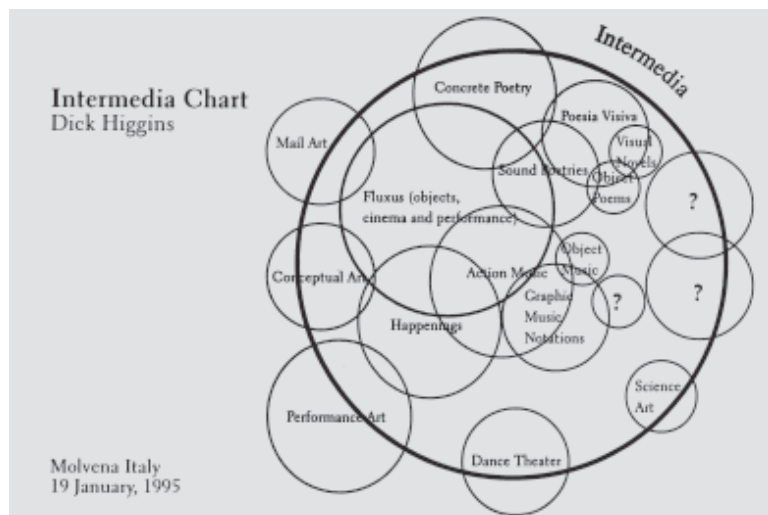 Intermedia
Intermedia Chart
Dick Higgins
Concrete Poetry
Poesia Visiva
Mail Art
Visual
Novels
Sound Poetries
Object
Poems
Fluxus (objects,
cinema and performance)
?
Object
Music
Conceptual Art
Action Music
Graphic
Music
Notations
?
?
Happenings
Science
Art
Performance Art
Dance Theater
Molvena Italy
19 January, 1995